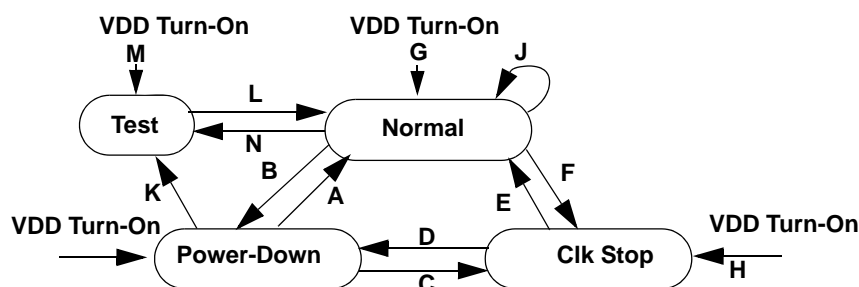 VDD Turn-On
M
VDD Turn-On
G
J
L
Test
Normal
N
B
F
K
A
E
VDD Turn-On
VDD Turn-On
D
Power-Down
Clk Stop
C
H